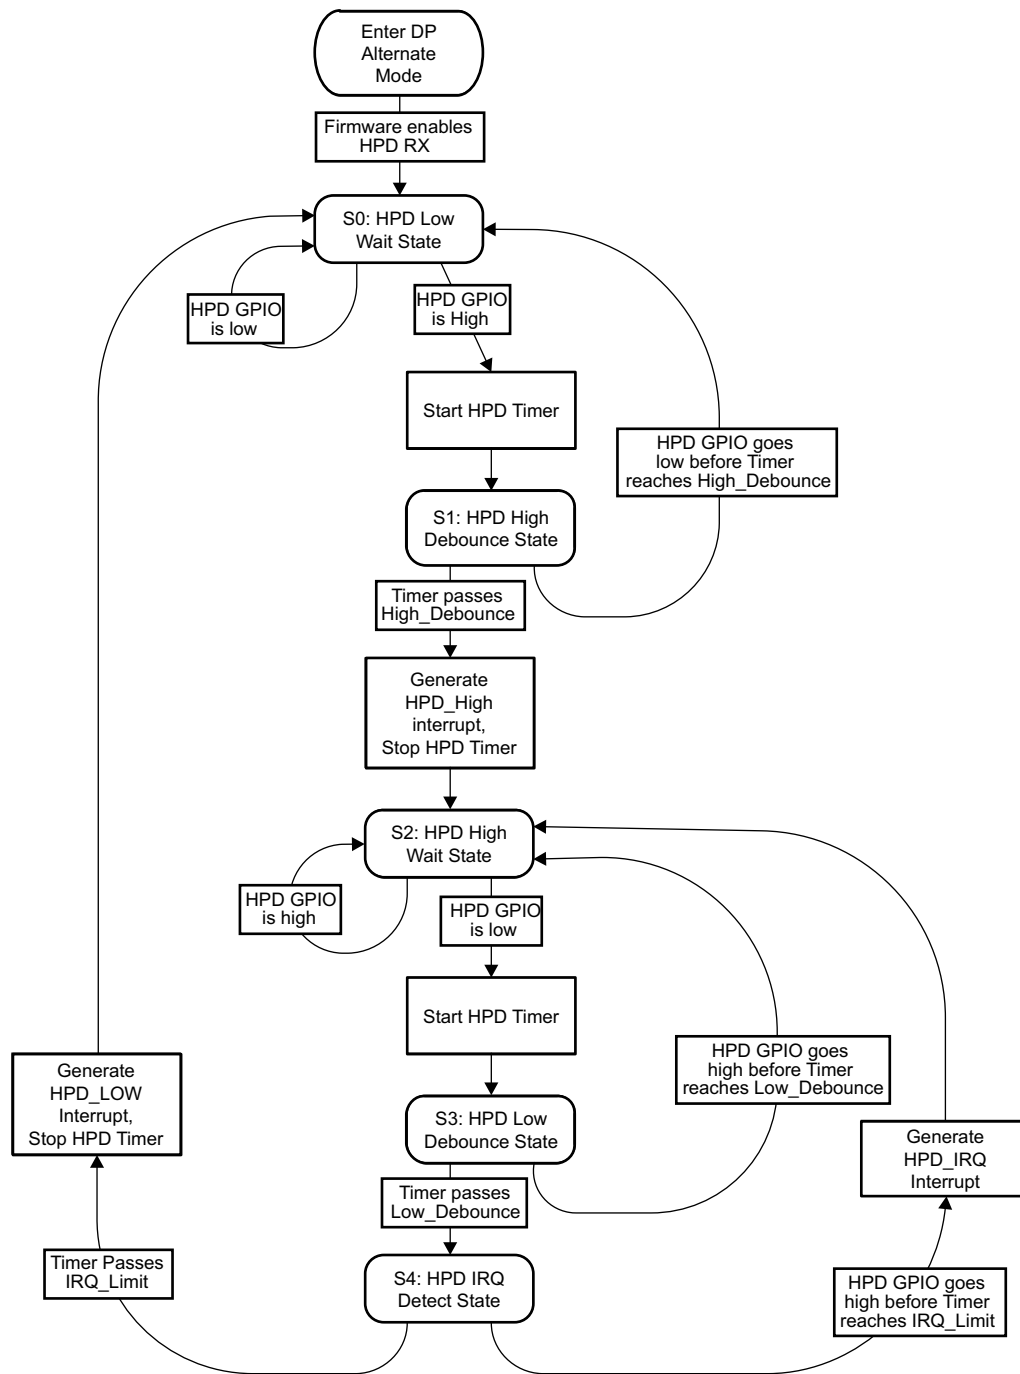 Enter DP
Alternate
Mode
Firmware enables
HPD RX
S0: HPD Low
Wait State
HPD GPIO
is low
HPD GPIO
is High
Start HPD Timer
HPD GPIO goes
low before Timer
reaches High_Debounce
S1: HPD High
Debounce State
Timer passes
High_Debounce
Generate
HPD_High
interrupt,
Stop HPD Timer
S2: HPD High
Wait State
HPD GPIO
is high
HPD GPIO
is low
Start HPD Timer
HPD GPIO goes
high before Timer
reaches Low_Debounce
Generate
HPD_LOW
Interrupt,
Stop HPD Timer
S3: HPD Low
Debounce State
Generate
HPD_IRQ
Interrupt
Timer passes
Low_Debounce
Timer Passes
IRQ_Limit
S4: HPD IRQ
Detect State
HPD GPIO goes
high before Timer
reaches IRQ_Limit